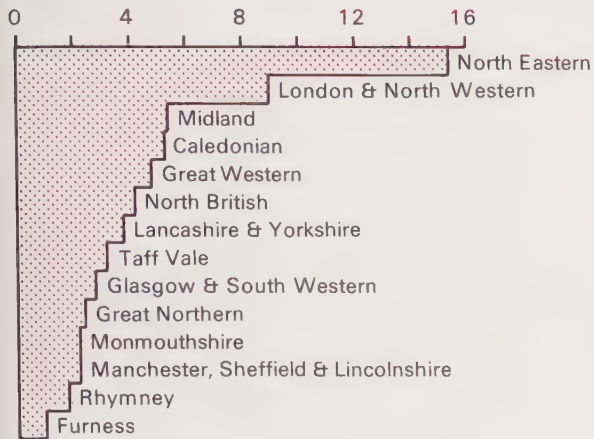 0 4 8 12 16
North Eastern
London & North Western
Midland
Caledonian
Great Western
North British
Lancashire & Yorkshire
Taff Vale
Glasgow & South Western
Great Northern
Monmouthshire
Manchester, Sheffield & Lincolnshire
Rhymney
Furness